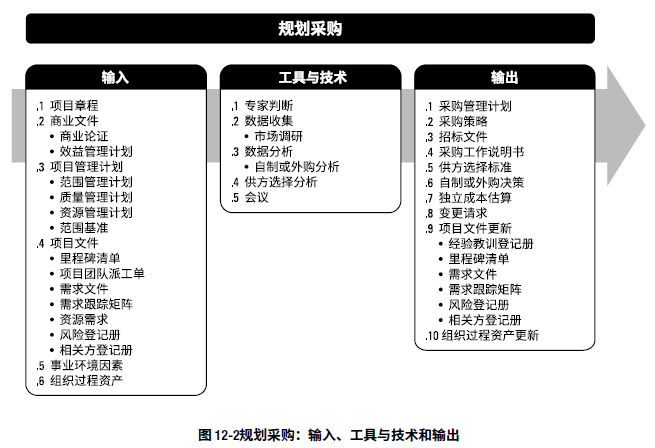 规划采购
输入
.1 项目章程
.2 商业文件
• 商业论证
• 效益管理计划
.3 项目管理计划
• 范围管理计划
• 质量管理计划
• 资源管理计划
• 范围基准
.4 项目文件
• 里程碑清单
• 项目团队派工单
• 需求文件
• 需求跟踪矩阵
• 资源需求
• 风险登记册
• 相关方登记册
.5 事业环境因素
.6 组织过程资产
工具与技术
.1 专家判断
.2 数据收集
• 市场调研
.3 数据分析
• 自制或外购分析
.4 供方选择分析
.5 会议
输出
.1 采购管理计划
.2 采购策略
.3 招标文件
.4 采购工作说明书
.5 供方选择标准
.6 自制或外购决策
.7 独立成本估算
.8 变更请求
.9 项目文件更新
• 经验教训登记册
• 里程碑清单
• 需求文件
• 需求跟踪矩阵
• 风险登记册
• 相关方登记册
.10 组织过程资产更新
图 12-2规划采购：输入、工具与技术和输出